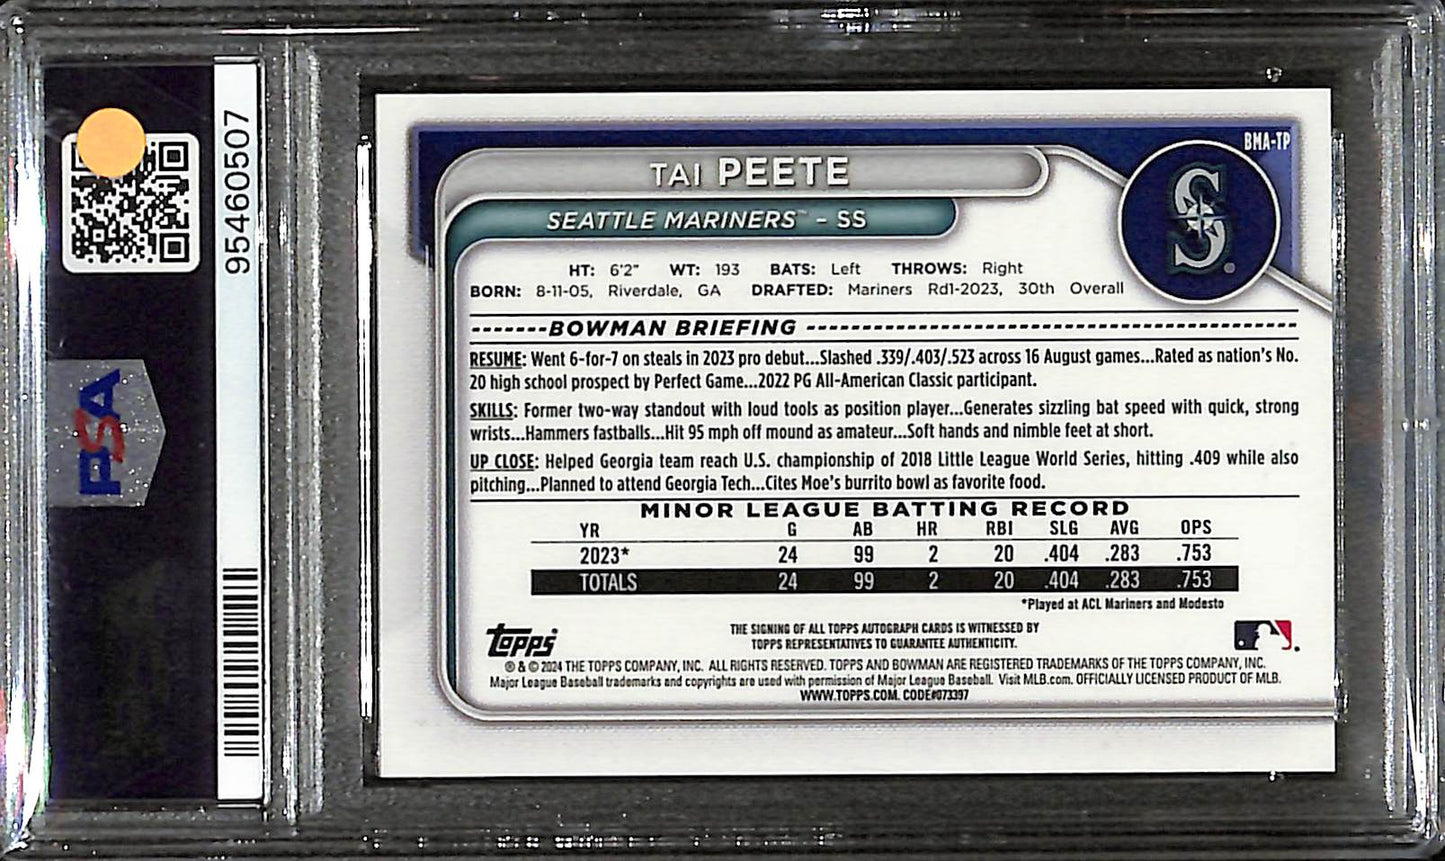 95460507
PSA
BMA-TP
TAI PEETE
SEATTLE MARINERS™ - SS
S
HT: 6'2" WT: 193 BATS: Left THROWS: Right
BORN: 8-11-05, Riverdale, GA DRAFTED: Mariners Rd1-2023, 30th Overall
BOWMAN BRIEFING
RESUME: Went 6-for-7 on steals in 2023 pro debut...Slashed .339/.403/.523 across 16 August games...Rated as nation's No.
20 high school prospect by Perfect Game...2022 PG All-American Classic participant.
SKILLS: Former two-way standout with loud tools as position player...Generates sizzling bat speed with quick, strong
wrists...Hammers fastballs...Hit 95 mph off mound as amateur...Soft hands and nimble feet at short.
UP CLOSE: Helped Georgia team reach U.S. championship of 2018 Little League World Series, hitting .409 while also
pitching...Planned to attend Georgia Tech...Cites Moe's burrito bowl as favorite food.
MINOR LEAGUE BATTING RECORD
YR G AB HR RBI SLG AVG OPS
2023* 24 99 2 20 .404 .283 .753
TOTALS 24 99 2 20 .404 .283 .753
*Played at ACL Mariners and Modesto
topps
THE SIGNING OF ALL TOPPS AUTOGRAPH CARDS IS WITNESSED BY
TOPPS REPRESENTATIVES TO GUARANTEE AUTHENTICITY.
® & © 2024 THE TOPPS COMPANY, INC. ALL RIGHTS RESERVED. TOPPS AND BOWMAN ARE REGISTERED TRADEMARKS OF THE TOPPS COMPANY, INC.
Major League Baseball trademarks and copyrights are used with permission of Major League Baseball. Visit MLB.com. OFFICIALLY LICENSED PRODUCT OF MLB.
WWW.TOPPS.COM. CODE#073397